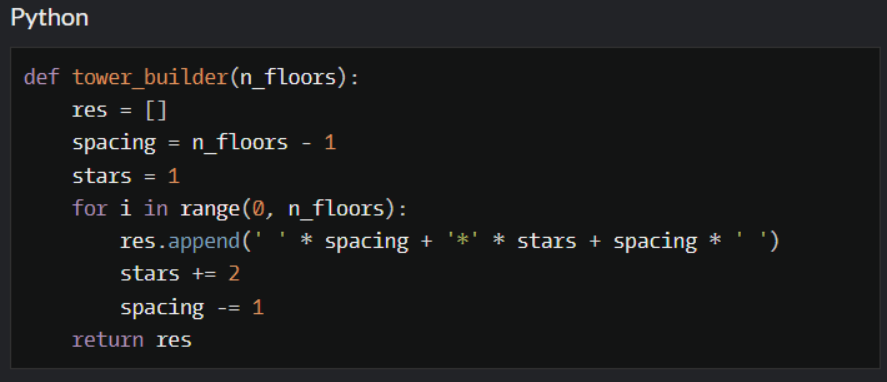 Python
def tower_builder(n_floors):
    res = []
    spacing = n_floors - 1
    stars = 1
    for i in range(0, n_floors):
        res.append(' ' * spacing + '*' * stars + spacing * ' ')
        stars += 2
        spacing -= 1
    return res